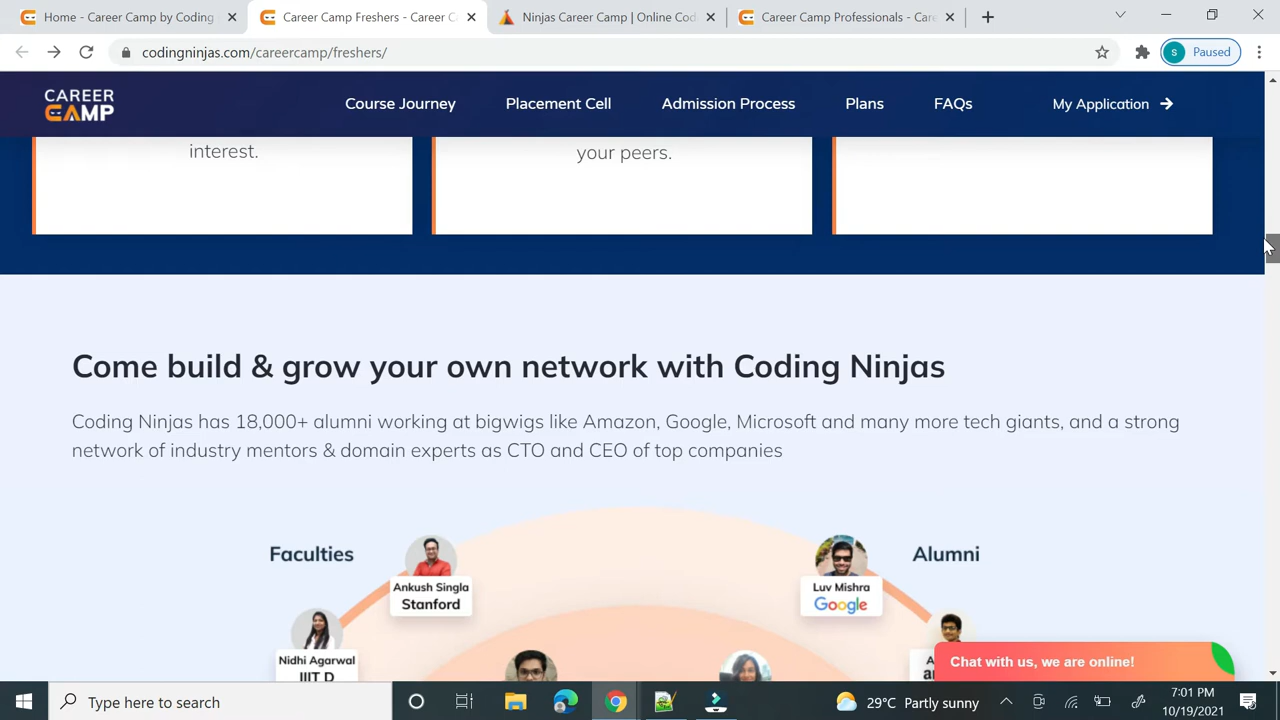 Home - Career Camp by Coding
Career Camp Freshers - Career C
Ninjas Career Camp | Online Cod
Career Camp Professionals - Care
codingninjas.com/careercamp/freshers/
S
Paused
CAREER
CAMP
Course Journey
Placement Cell
Admission Process
Plans
FAQs
My Application →
interest.
your peers.
Come build & grow your own network with Coding Ninjas
Coding Ninjas has 18,000+ alumni working at bigwigs like Amazon, Google, Microsoft and many more tech giants, and a strong
network of industry mentors & domain experts as CTO and CEO of top companies
Faculties
Alumni
Ankush Singla
Stanford
Luv Mishra
Google
Nidhi Agarwal
IIIT D
Chat with us, we are online!
Type here to search
29°C Partly sunny
7:01 PM
10/19/2021